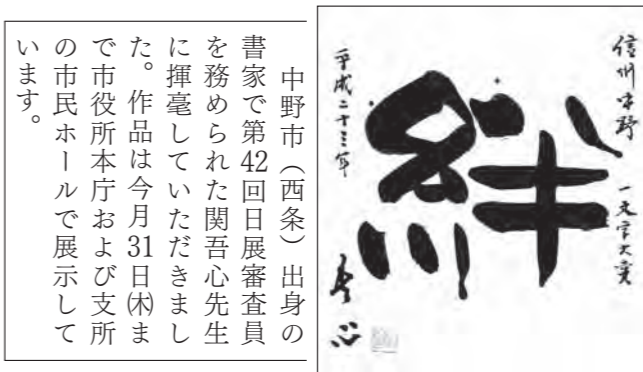 信州中野 一文字大賞
絆
平成二十三年
吾心
中野市（西条）出身の
書家で第42回日展審査員
を務められた関吾心先生
に揮毫していただきまし
た。作品は今月31日㈭ま
で市役所本庁および支所
の市民ホールで展示して
います。